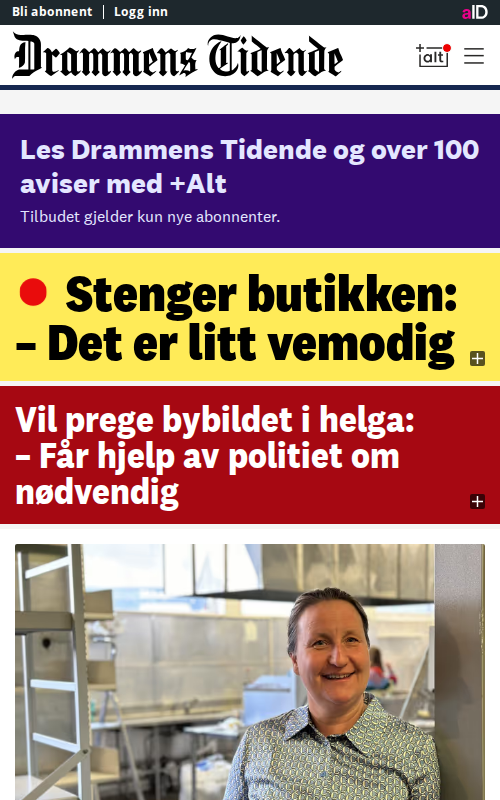 Bli abonnent
Logg inn
aID
Drammens Tidende
+alt
Les Drammens Tidende og over 100
aviser med +Alt
Tilbudet gjelder kun nye abonnenter.
Stenger butikken:
– Det er litt vemodig
Vil prege bybildet i helga:
– Får hjelp av politiet om
nødvendig